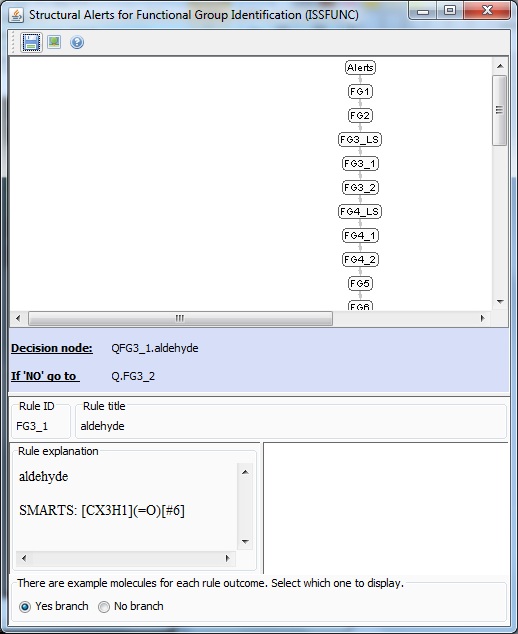 Structural Alerts for Functional Group Identification (ISSFUNC)
Alerts
FG1
FG2
FG3_LS
FG3_1
FG3_2
FG4_LS
FG4_1
FG4_2
FG5
FG6
Decision node: QFG3_1.aldehyde
If 'NO' go to Q.FG3_2
Rule ID Rule title
FG3_1 aldehyde
Rule explanation
aldehyde
SMARTS: [CX3H1](=O)[#6]
There are example molecules for each rule outcome. Select which one to display.
Yes branch No branch